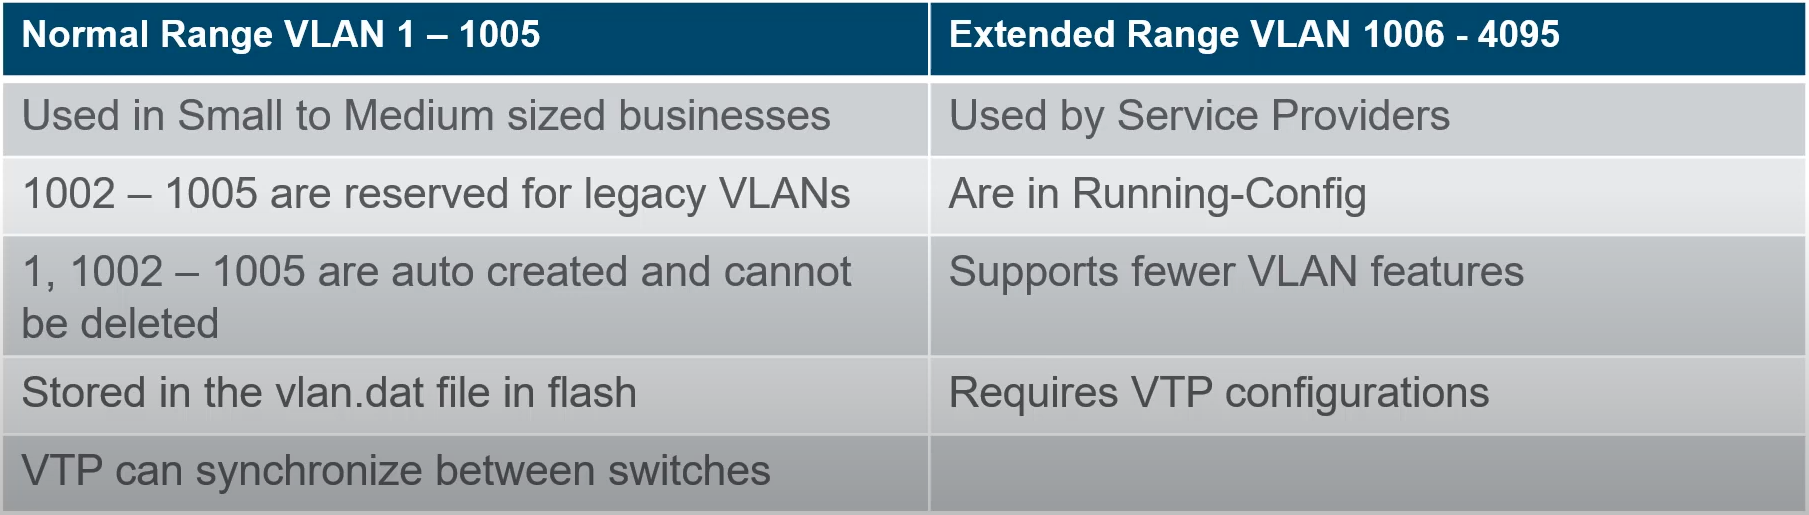 Normal Range VLAN 1 – 1005
Extended Range VLAN 1006 - 4095
Used in Small to Medium sized businesses
Used by Service Providers
1002 – 1005 are reserved for legacy VLANs
Are in Running-Config
1, 1002 – 1005 are auto created and cannot
be deleted
Supports fewer VLAN features
Stored in the vlan.dat file in flash
Requires VTP configurations
VTP can synchronize between switches